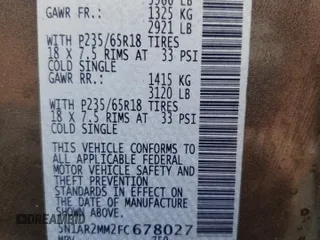 GAWR FR: 1325 KG
2921 LB
WITH P235/65R18 TIRES
18 X 7.5 RIMS AT 33 PSI
COLD SINGLE
GAWR RR: 1415 KG
3120 LB
WITH P235/65R18 TIRES
18 X 7.5 RIMS AT 33 PSI
COLD SINGLE
THIS VEHICLE CONFORMS TO
ALL APPLICABLE FEDERAL
MOTOR VEHICLE SAFETY AND THEFT
PREVENTION
STANDARDS IN EFFECT ON THE
DATE OF MANUFACTURE
SHOWN ABOVE.
5N1AR2MM2FC678027
MPV
DREAMBID